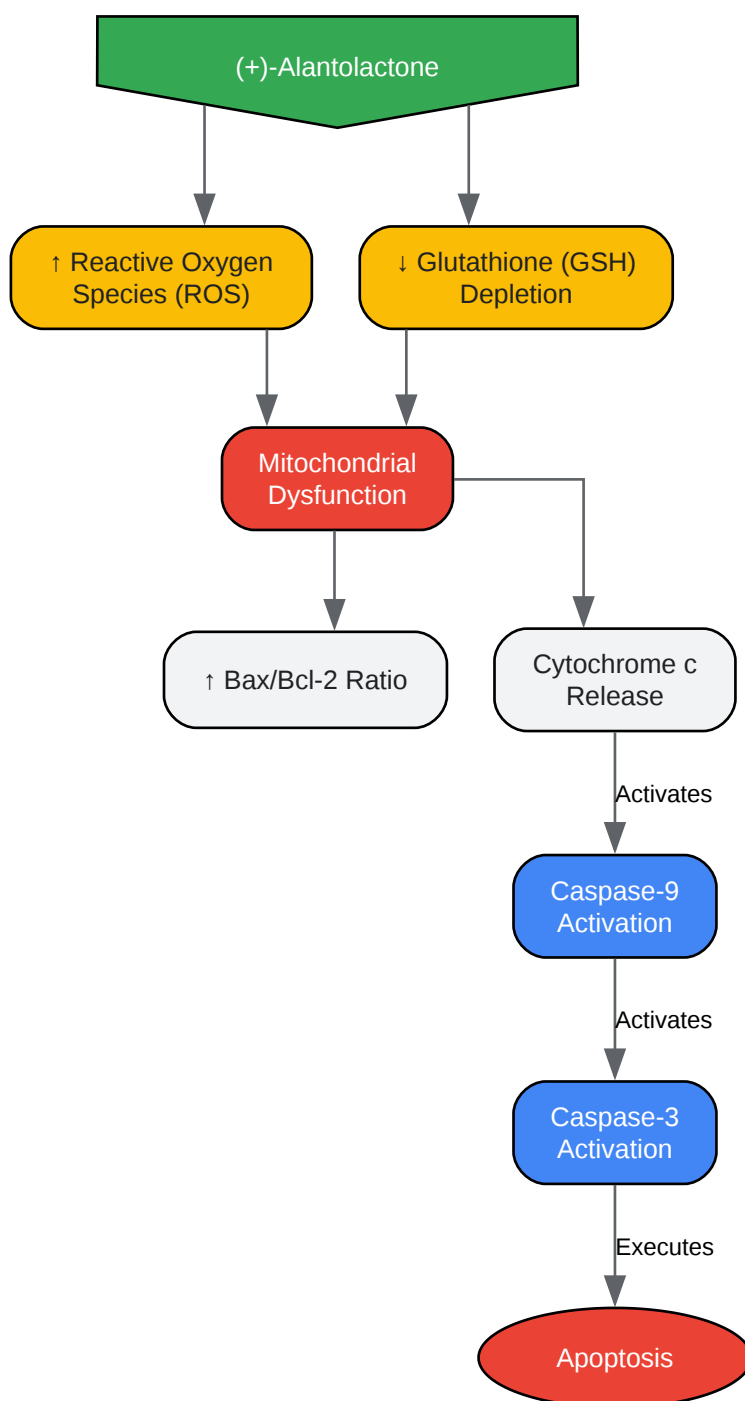 (+)-Alantolactone
↑ Reactive Oxygen
Species (ROS)
↓ Glutathione (GSH)
Depletion
Mitochondrial
Dysfunction
↑ Bax/Bcl-2 Ratio
Cytochrome c
Release
Activates
Caspase-9
Activation
Activates
Caspase-3
Activation
Executes
Apoptosis